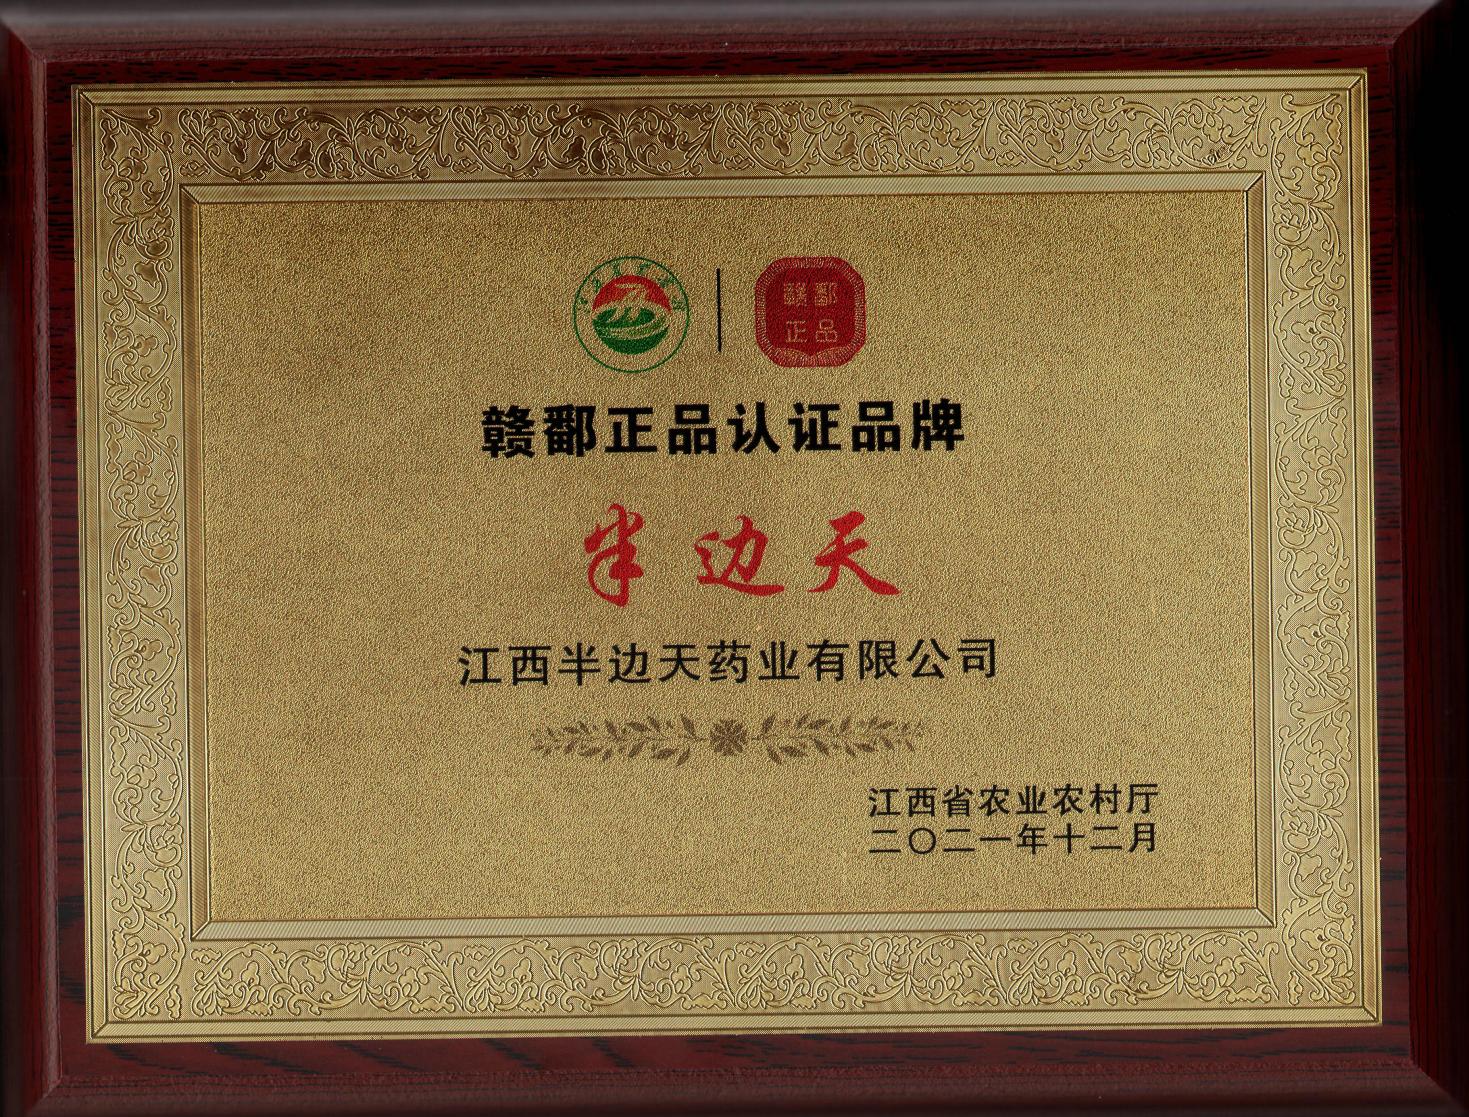 赣鄱
正品
赣鄱正品认证品牌
半边天
江西半边天药业有限公司
江西省农业农村厅
二〇二一年十二月